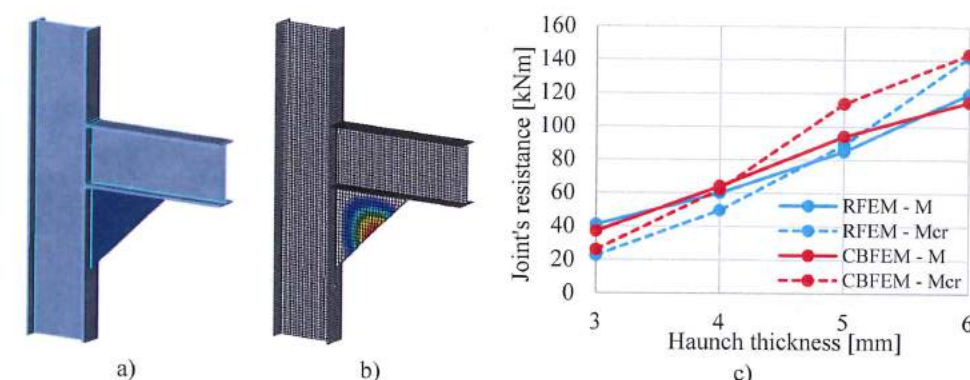 Joint's resistance [kNm]
160
140
120
100
80
60
40
20
0
RFEM - M
RFEM - Mcr
CBFEM - M
CBFEM - Mcr
3 4 5 6
Haunch thickness [mm]
a)
b)
c)